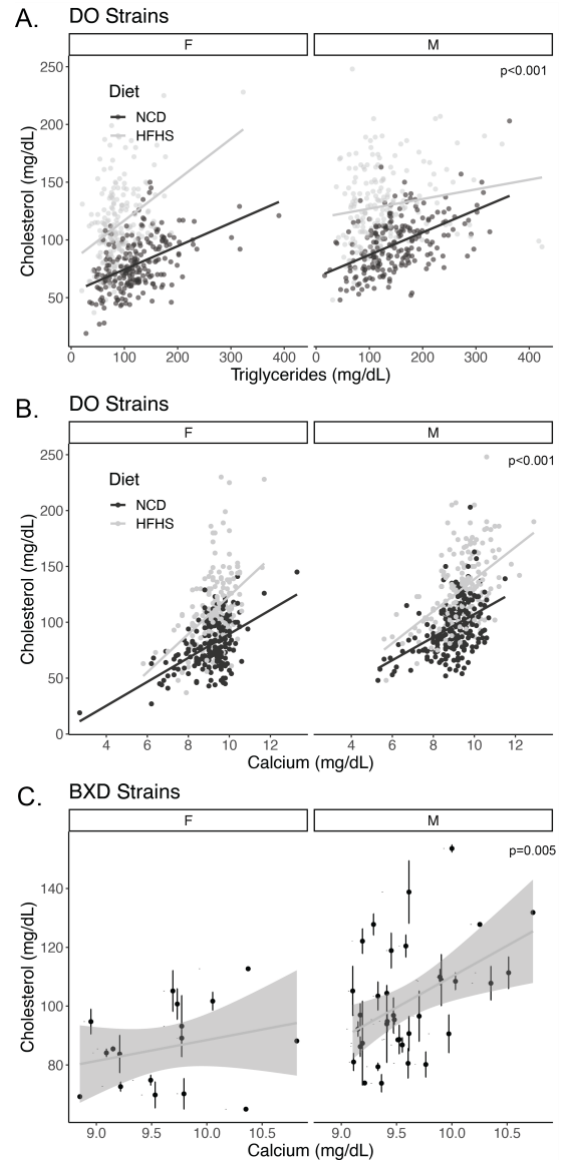 A. DO Strains
F M
250
200
150
100
50
Cholesterol (mg/dL)
Diet
NCD
HFHS
p<0.001
0 100 200 300 400 0 100 200 300 400
Triglycerides (mg/dL)
B. DO Strains
F M
250
200
150
100
50
0
Cholesterol (mg/dL)
Diet
NCD
HFHS
p<0.001
4 6 8 10 12 4 6 8 10 12
Calcium (mg/dL)
C. BXD Strains
F M
140
120
100
80
Cholesterol (mg/dL)
p=0.005
9.0 9.5 10.0 10.5 9.0 9.5 10.0 10.5
Calcium (mg/dL)